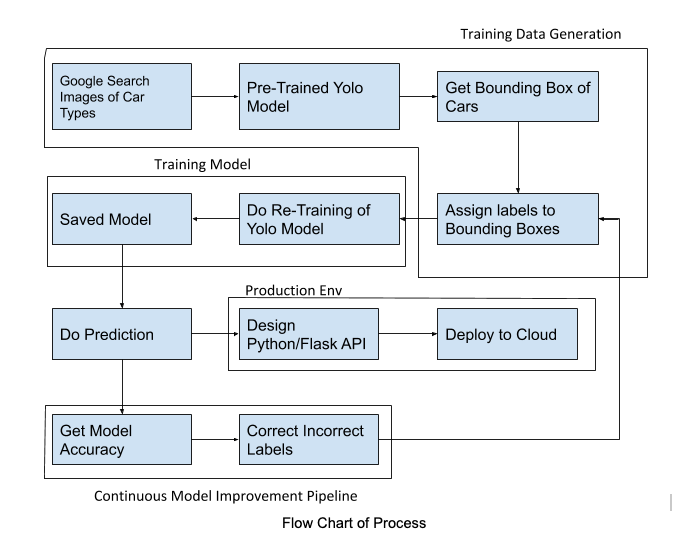 Training Data Generation
Google Search
Images of Car
Types
Pre-Trained Yolo
Model
Get Bounding Box of
Cars
Training Model
Saved Model
Do Re-Training of
Yolo Model
Assign labels to
Bounding Boxes
Production Env
Do Prediction
Design
Python/Flask API
Deploy to Cloud
Get Model
Accuracy
Correct Incorrect
Labels
Continuous Model Improvement Pipeline
Flow Chart of Process